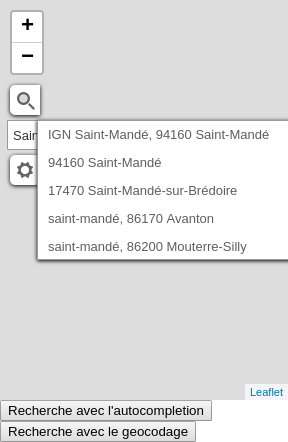 +
−
Sain
IGN Saint-Mandé, 94160 Saint-Mandé
94160 Saint-Mandé
17470 Saint-Mandé-sur-Brédoire
saint-mandé, 86170 Avanton
saint-mandé, 86200 Mouterre-Silly
Leaflet
Recherche avec l'autocompletion
Recherche avec le geocodage